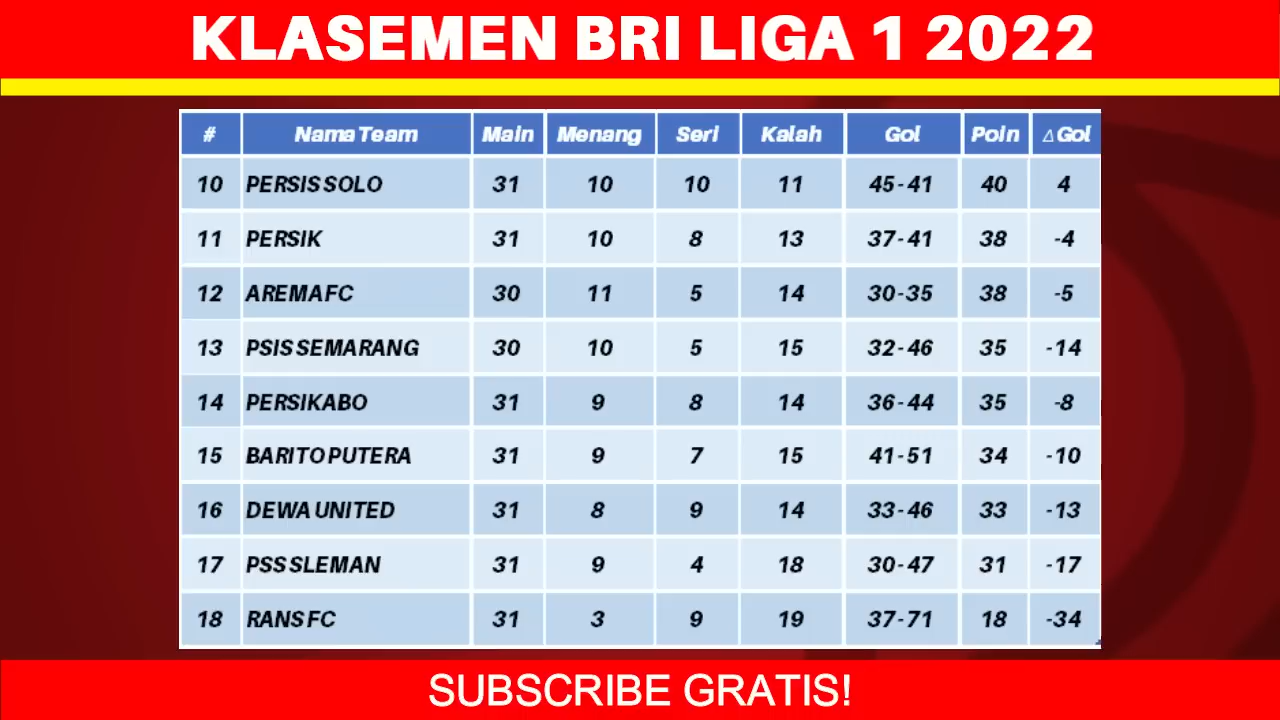 KLASEMEN BRI LIGA 1 2022
# Nama Team Main Menang Seri Kalah Gol Poin △Gol
10 PERSIS SOLO 31 10 10 11 45-41 40 4
11 PERSIK 31 10 8 13 37-41 38 -4
12 AREMA FC 30 11 5 14 30-35 38 -5
13 PSIS SEMARANG 30 10 5 15 32-46 35 -14
14 PERSIKABO 31 9 8 14 36-44 35 -8
15 BARITO PUTERA 31 9 7 15 41-51 34 -10
16 DEWA UNITED 31 8 9 14 33-46 33 -13
17 PSS SLEMAN 31 9 4 18 30-47 31 -17
18 RANS FC 31 3 9 19 37-71 18 -34
SUBSCRIBE GRATIS!